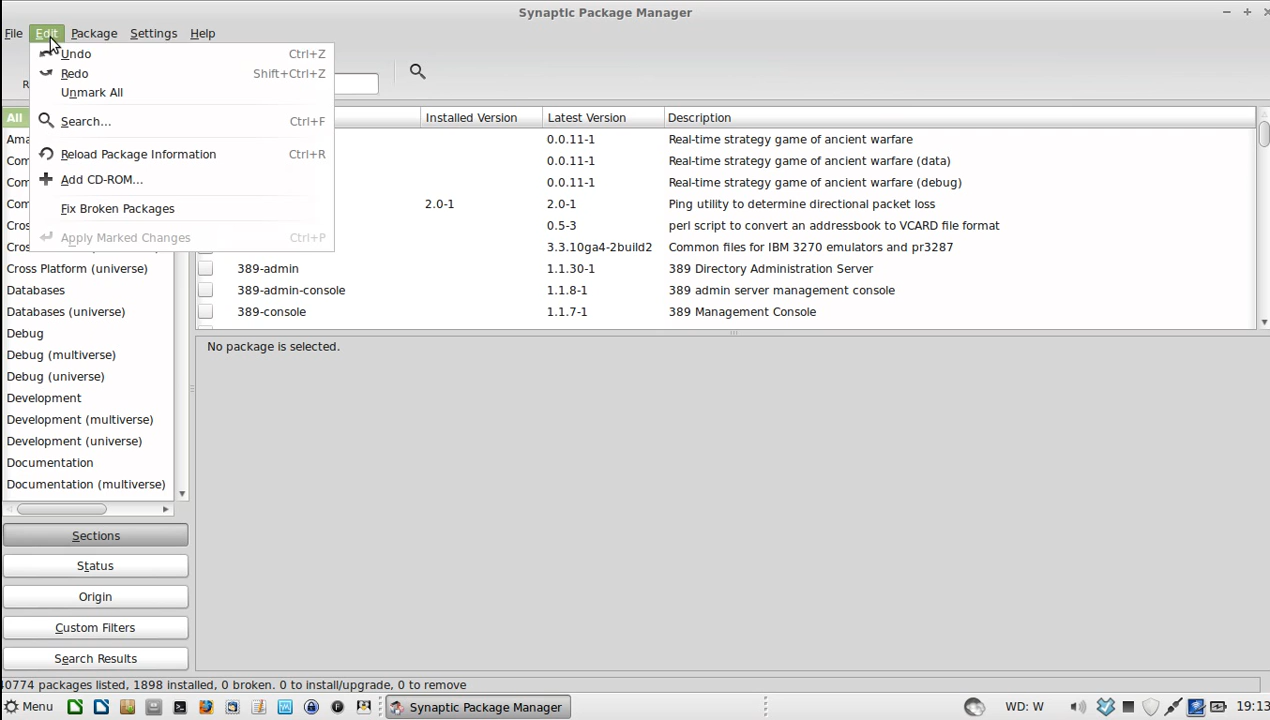 Synaptic Package Manager
File Edit Package Settings Help
Undo Ctrl+Z
Redo Shift+Ctrl+Z
Unmark All
Search... Ctrl+F
Reload Package Information Ctrl+R
Add CD-ROM...
Fix Broken Packages
Apply Marked Changes Ctrl+P
R
All Installed Version Latest Version Description
Ama 0.0.11-1 Real-time strategy game of ancient warfare
Com 0.0.11-1 Real-time strategy game of ancient warfare (data)
Com 0.0.11-1 Real-time strategy game of ancient warfare (debug)
Com 2.0-1 2.0-1 Ping utility to determine directional packet loss
Cros 0.5-3 perl script to convert an addressbook to VCARD file format
Cros 3.3.10ga4-2build2 Common files for IBM 3270 emulators and pr3287
Cross Platform (universe) 389-admin 1.1.30-1 389 Directory Administration Server
Databases 389-admin-console 1.1.8-1 389 admin server management console
Databases (universe) 389-console 1.1.7-1 389 Management Console
Debug
Debug (multiverse)
Debug (universe)
Development
Development (multiverse)
Development (universe)
Documentation
Documentation (multiverse)
No package is selected.
Sections
Status
Origin
Custom Filters
Search Results
40774 packages listed, 1898 installed, 0 broken. 0 to install/upgrade, 0 to remove
Menu Synaptic Package Manager WD: W 19:13